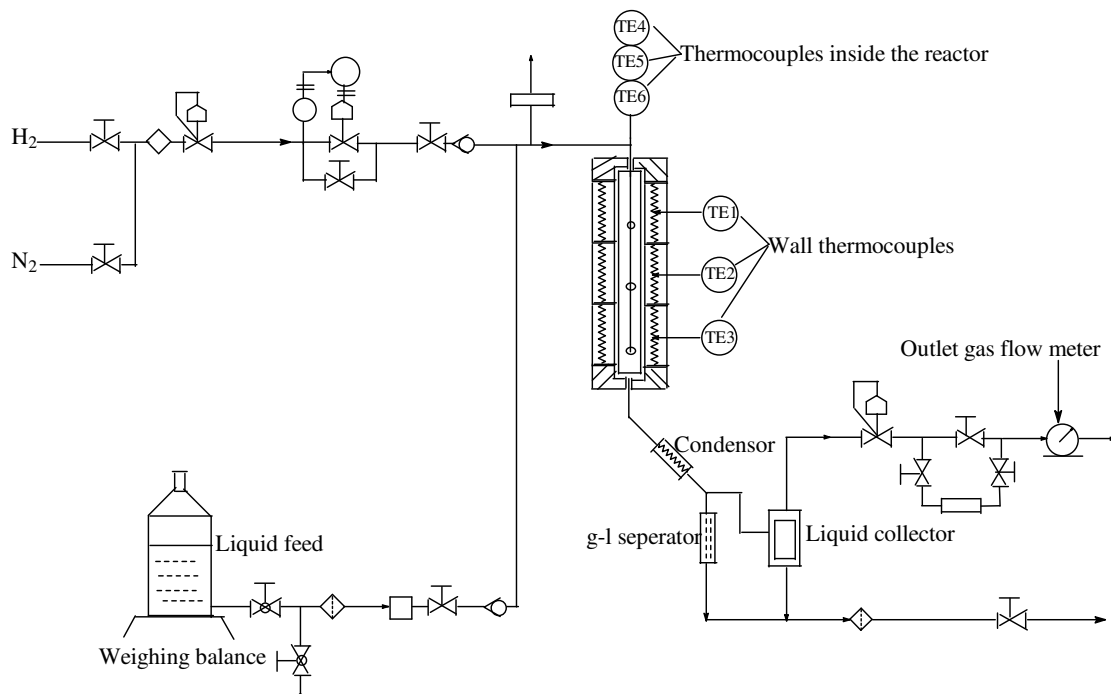 TE4
TE5
TE6
Thermocouples inside the reactor
H₂
N₂
TE1
TE2
TE3
Wall thermocouples
Outlet gas flow meter
Condensor
g-l seperator
Liquid collector
Liquid feed
Weighing balance